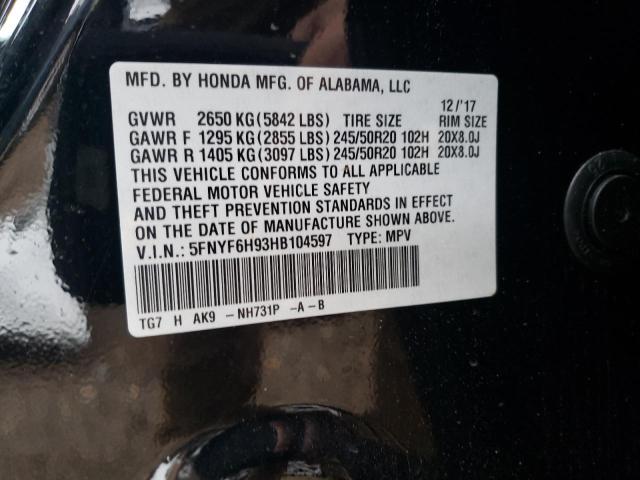 MFD. BY HONDA MFG. OF ALABAMA, LLC
12/'17
GVWR 2650 KG (5842 LBS) TIRE SIZE RIM SIZE
GAWR F 1295 KG (2855 LBS) 245/50R20 102H 20X8.0J
GAWR R 1405 KG (3097 LBS) 245/50R20 102H 20X8.0J
THIS VEHICLE CONFORMS TO ALL APPLICABLE
FEDERAL MOTOR VEHICLE SAFETY
AND THEFT PREVENTION STANDARDS IN EFFECT
ON THE DATE OF MANUFACTURE SHOWN ABOVE.
V.I.N.: 5FNYF6H93HB104597 TYPE: MPV
TG7 H AK9 -NH731P -A-B